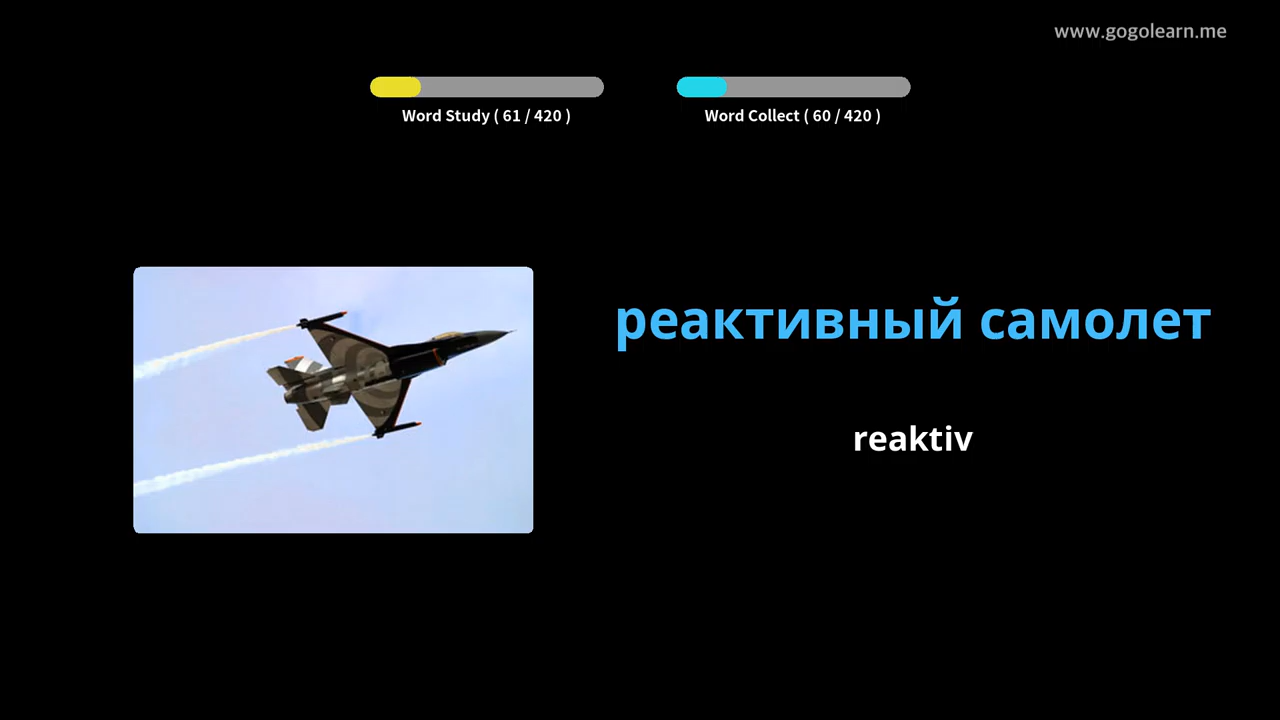 www.gogolearn.me
Word Study ( 61 / 420 )
Word Collect ( 60 / 420 )
реактивный самолет
reaktiv